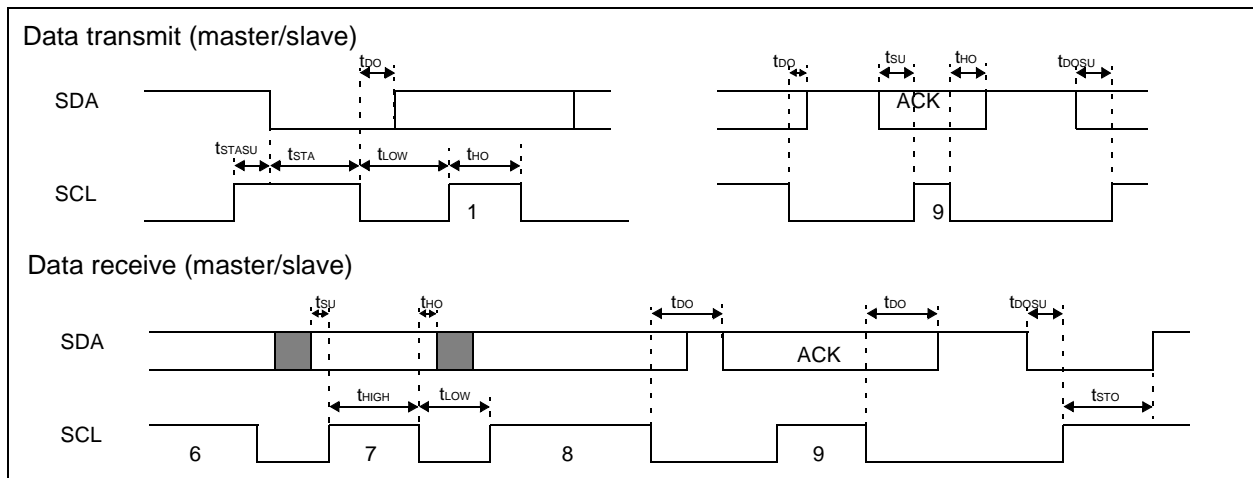 Data transmit (master/slave)
tDO tDO tSU tHO tDOSU
SDA ACK
tSTASU tSTA tLOW tHO
SCL 1 9
Data receive (master/slave)
tSU tHO tDO tDO tDOSU
SDA ACK
tHIGH tLOW tSTO
SCL 6 7 8 9